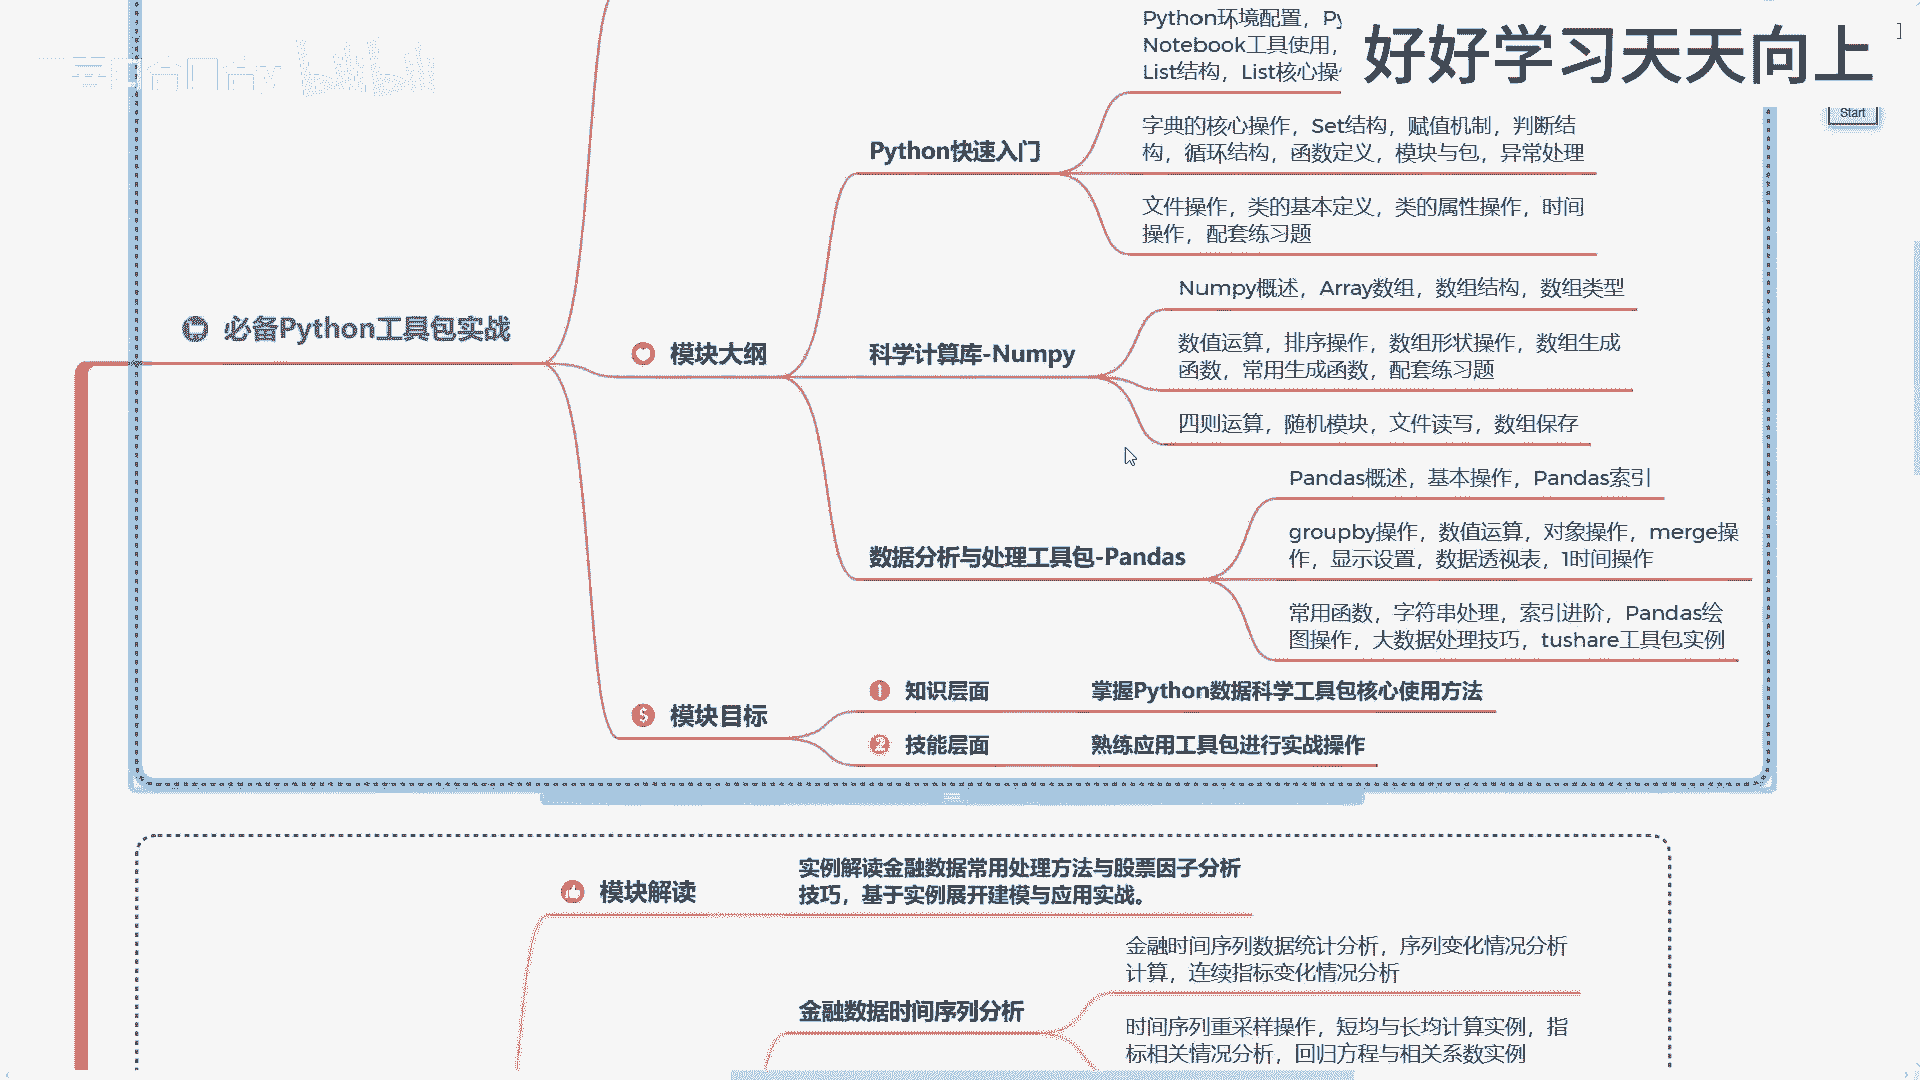 好好学习天天向上
Start
Python环境配置，Py
Notebook工具使用，
List结构，List核心操
Python快速入门
字典的核心操作，Set结构，赋值机制，判断结
构，循环结构，函数定义，模块与包，异常处理
文件操作，类的基本定义，类的属性操作，时间
操作，配套练习题
必备Python工具包实战
模块大纲
科学计算库-Numpy
Numpy概述，Array数组，数组结构，数组类型
数值运算，排序操作，数组形状操作，数组生成
函数，常用生成函数，配套练习题
四则运算，随机模块，文件读写，数组保存
数据分析与处理工具包-Pandas
Pandas概述，基本操作，Pandas索引
groupby操作，数值运算，对象操作，merge操
作，显示设置，数据透视表，1时间操作
常用函数，字符串处理，索引进阶，Pandas绘
图操作，大数据处理技巧，tushare工具包实例
模块目标
1 知识层面 掌握Python数据科学工具包核心使用方法
2 技能层面 熟练应用工具包进行实战操作
模块解读
实例解读金融数据常用处理方法与股票因子分析
技巧，基于实例展开建模与应用实战。
金融数据时间序列分析
金融时间序列数据统计分析，序列变化情况分析
计算，连续指标变化情况分析
时间序列重采样操作，短均与长均计算实例，指
标相关情况分析，回归方程与相关系数实例